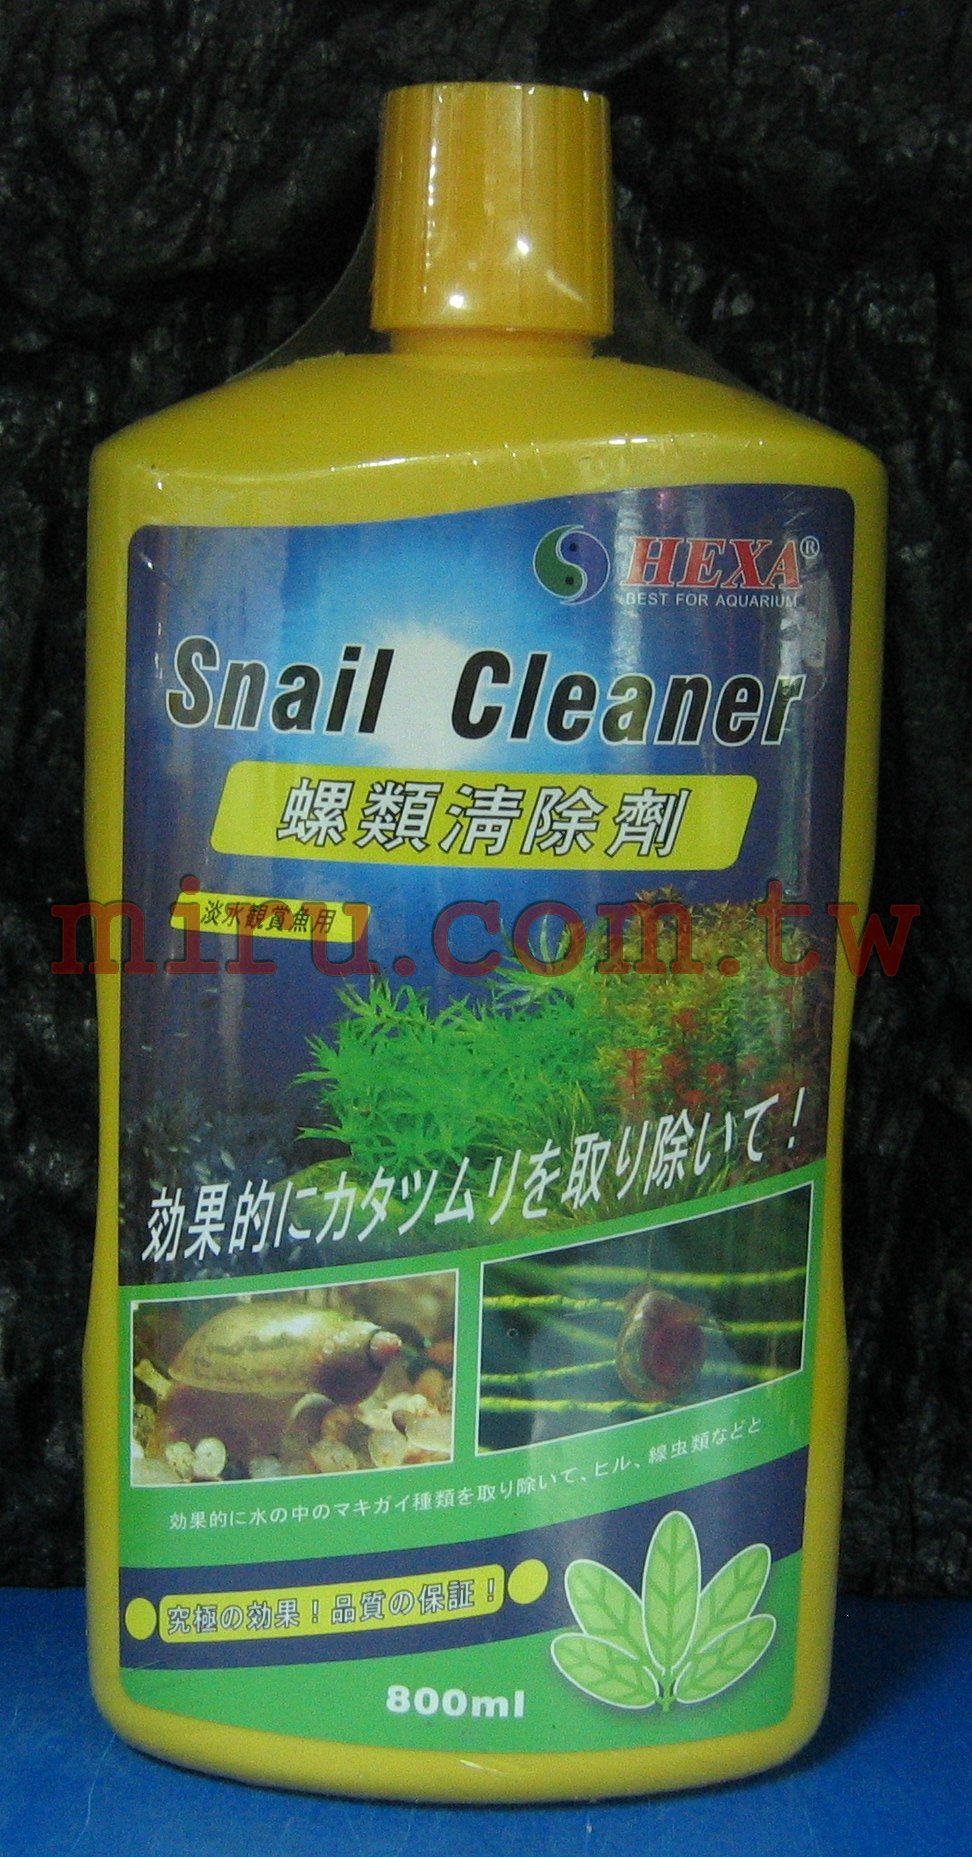 HEXA®
BEST FOR AQUARIUM
Snail Cleaner
螺類清除劑
淡水観賞魚用
miru.com.tw
効果的にカタツムリを取り除いて！
効果的に水の中のマキガイ種類を取り除いて、ヒル、線虫類などと
究極の効果！品質の保証！
800ml